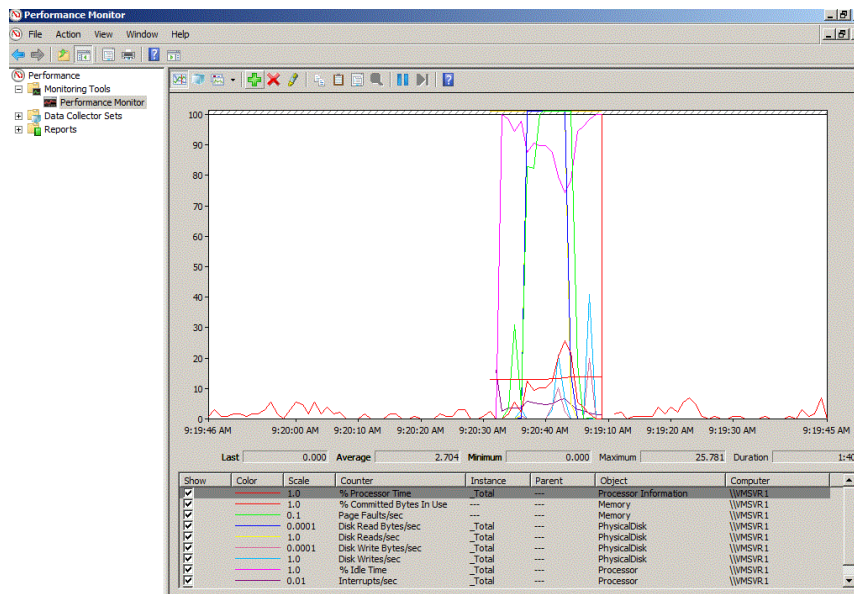 Performance Monitor
File Action View Window Help
Performance
Monitoring Tools
Performance Monitor
Data Collector Sets
Reports
100
90
80
70
60
50
40
30
20
10
0
9:19:46 AM 9:20:00 AM 9:20:10 AM 9:20:20 AM 9:20:30 AM 9:20:40 AM 9:19:10 AM 9:19:20 AM 9:19:30 AM 9:19:45 AM
Last 0.000 Average 2.704 Minimum 0.000 Maximum 25.781 Duration 1:40
Show Color Scale Counter Instance Parent Object Computer
1.0 % Processor Time _Total --- Processor Information \\VMSVR1
1.0 % Committed Bytes In Use --- --- Memory \\VMSVR1
0.1 Page Faults/sec --- Memory \\VMSVR1
0.0001 Disk Read Bytes/sec _Total --- PhysicalDisk \\VMSVR1
1.0 Disk Reads/sec _Total --- PhysicalDisk \\VMSVR1
0.0001 Disk Write Bytes/sec _Total --- PhysicalDisk \\VMSVR1
1.0 Disk Writes/sec _Total --- PhysicalDisk \\VMSVR1
1.0 % Idle Time _Total --- Processor \\VMSVR1
0.01 Interrupts/sec _Total --- Processor \\VMSVR1